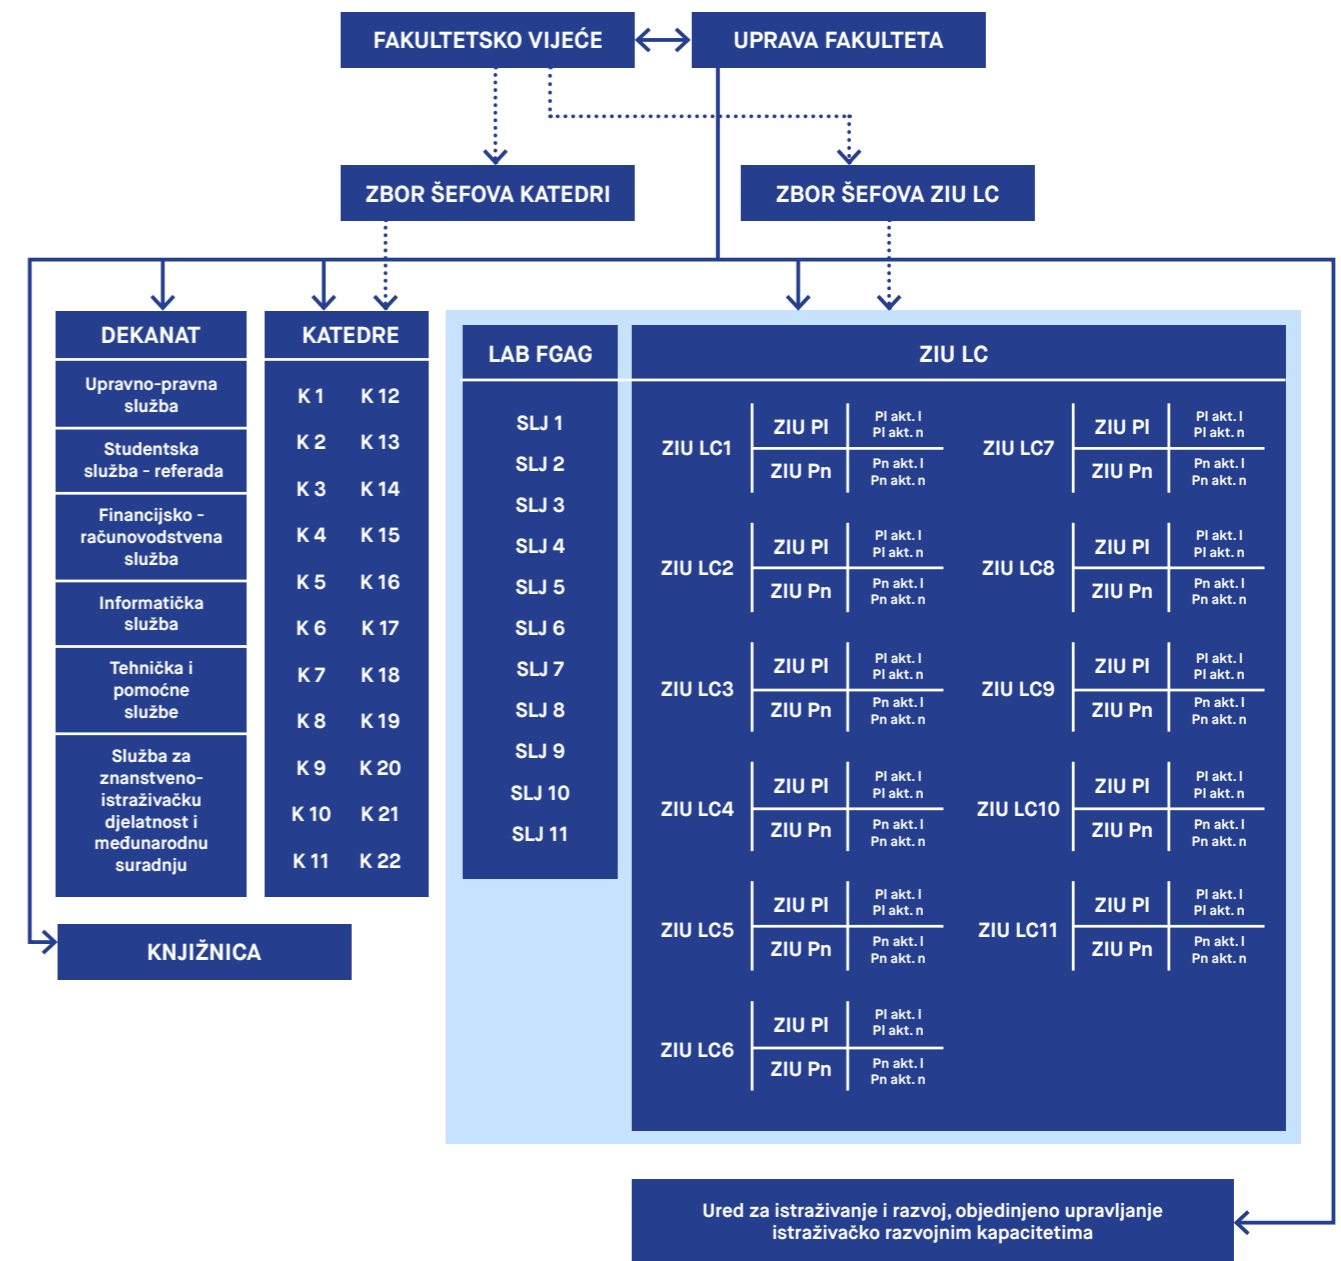 FAKULTETSKO VIJEĆE
UPRAVA FAKULTETA
ZBOR ŠEFOVA KATEDRI
ZBOR ŠEFOVA ZIU LC
DEKANAT
Upravno-pravna
služba
Studentska
služba - referada
Financijsko -
računovodstvena
služba
Informatička
služba
Tehnička i
pomoćne
službe
Služba za
znanstveno-
istraživačku
djelatnost i
međunarodnu
suradnju
KATEDRE
K 1 K 12
K 2 K 13
K 3 K 14
K 4 K 15
K 5 K 16
K 6 K 17
K 7 K 18
K 8 K 19
K 9 K 20
K 10 K 21
K 11 K 22
KNJIŽNICA
LAB FGAG
SLJ 1
SLJ 2
SLJ 3
SLJ 4
SLJ 5
SLJ 6
SLJ 7
SLJ 8
SLJ 9
SLJ 10
SLJ 11
ZIU LC
ZIU LC1
ZIU Pl
Pl akt. l
Pl akt. n
ZIU Pn
Pn akt. l
Pn akt. n
ZIU LC2
ZIU Pl
Pl akt. l
Pl akt. n
ZIU Pn
Pn akt. l
Pn akt. n
ZIU LC3
ZIU Pl
Pl akt. l
Pl akt. n
ZIU Pn
Pn akt. l
Pn akt. n
ZIU LC4
ZIU Pl
Pl akt. l
Pl akt. n
ZIU Pn
Pn akt. l
Pn akt. n
ZIU LC5
ZIU Pl
Pl akt. l
Pl akt. n
ZIU Pn
Pn akt. l
Pn akt. n
ZIU LC6
ZIU Pl
Pl akt. l
Pl akt. n
ZIU Pn
Pn akt. l
Pn akt. n
ZIU LC7
ZIU Pl
Pl akt. l
Pl akt. n
ZIU Pn
Pn akt. l
Pn akt. n
ZIU LC8
ZIU Pl
Pl akt. l
Pl akt. n
ZIU Pn
Pn akt. l
Pn akt. n
ZIU LC9
ZIU Pl
Pl akt. l
Pl akt. n
ZIU Pn
Pn akt. l
Pn akt. n
ZIU LC10
ZIU Pl
Pl akt. l
Pl akt. n
ZIU Pn
Pn akt. l
Pn akt. n
ZIU LC11
ZIU Pl
Pl akt. l
Pl akt. n
ZIU Pn
Pn akt. l
Pn akt. n
Ured za istraživanje i razvoj, objedinjeno upravljanje
istraživačko razvojnim kapacitetima